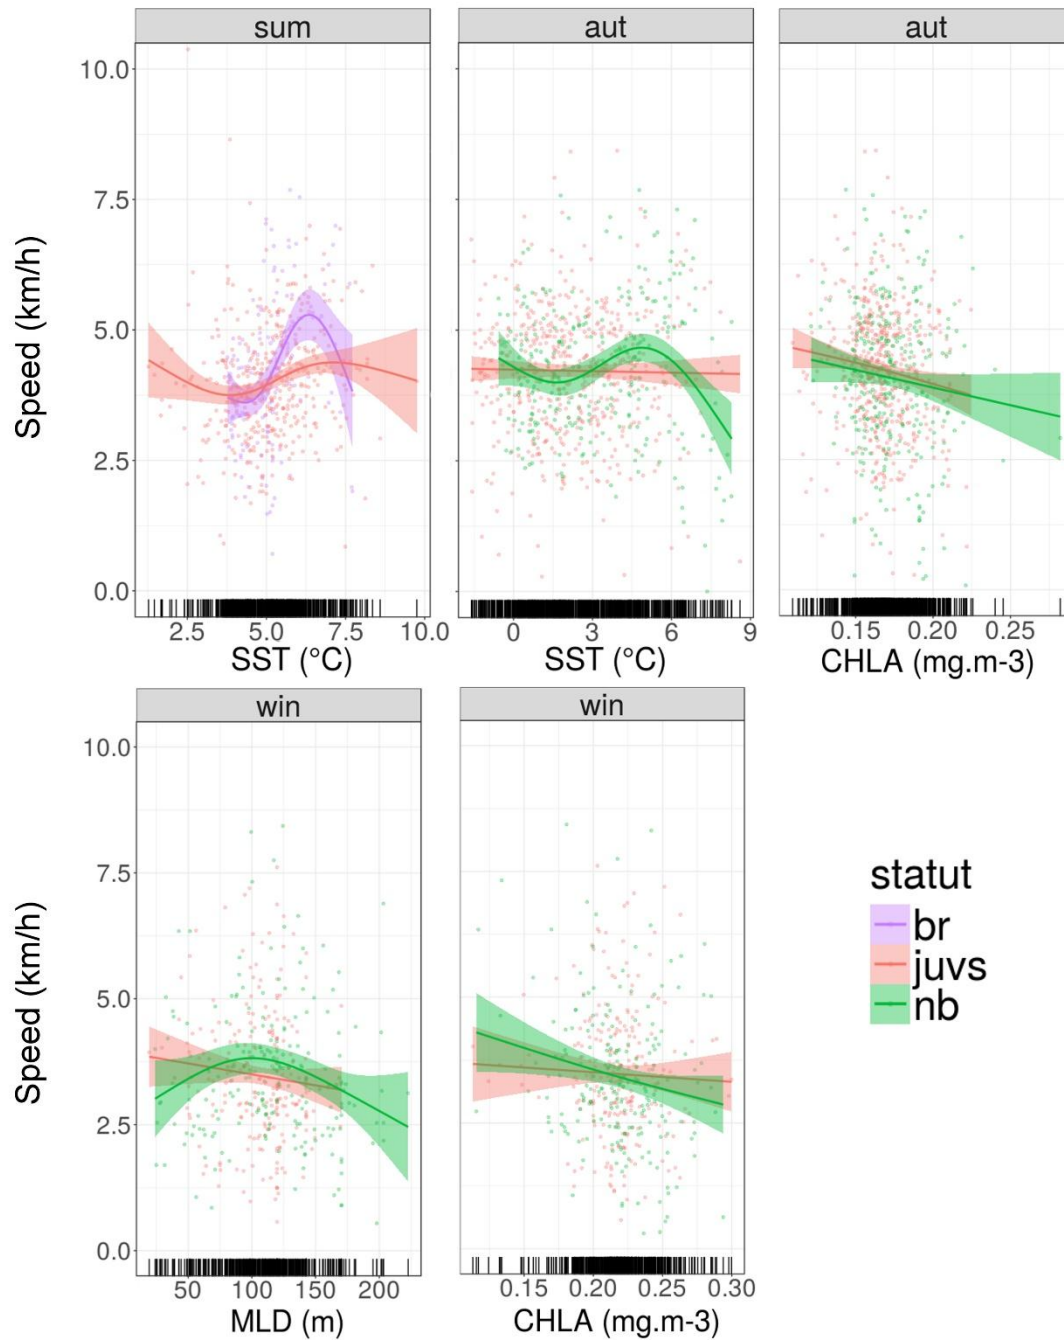 sum
aut
aut
Speed (km/h)
10.0
7.5
5.0
2.5
0.0
2.5 5.0 7.5 10.0
0 3 6 9
0.15 0.20 0.25
SST (°C)
SST (°C)
CHLA (mg.m-3)
win
win
Speed (km/h)
10.0
7.5
5.0
2.5
0.0
50 100 150 200
0.15 0.20 0.25 0.30
MLD (m)
CHLA (mg.m-3)
statut
br
juvs
nb